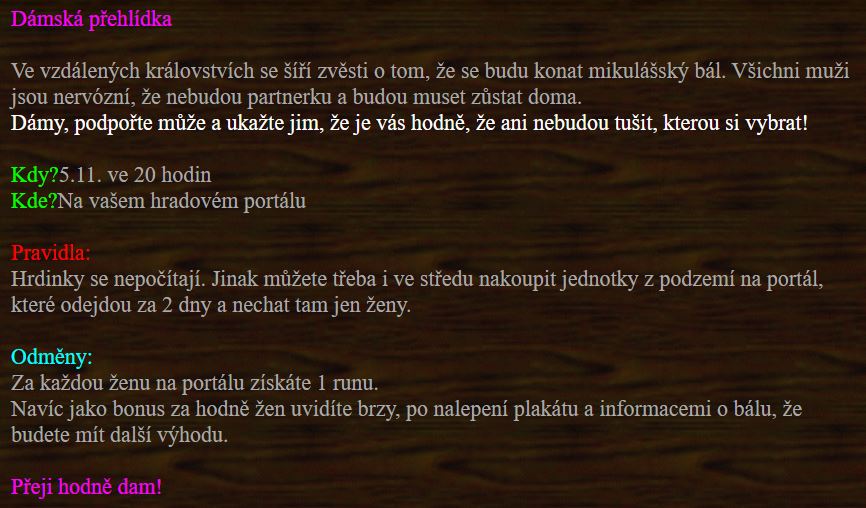 Dámská přehlídka
Ve vzdálených královstvích se šíří zvěsti o tom, že se budu konat mikulášský bál. Všichni muži
jsou nervózní, že nebudou partnerku a budou muset zůstat doma.
Dámy, podpořte může a ukažte jim, že je vás hodně, že ani nebudou tušit, kterou si vybrat!
Kdy?5.11. ve 20 hodin
Kde?Na vašem hradovém portálu
Pravidla:
Hrdinky se nepočítají. Jinak můžete třeba i ve středu nakoupit jednotky z podzemí na portál,
které odejdou za 2 dny a nechat tam jen ženy.
Odměny:
Za každou ženu na portálu získáte 1 runu.
Navíc jako bonus za hodně žen uvidíte brzy, po nalepení plakátu a informacemi o bálu, že
budete mít další výhodu.
Přeji hodně dam!